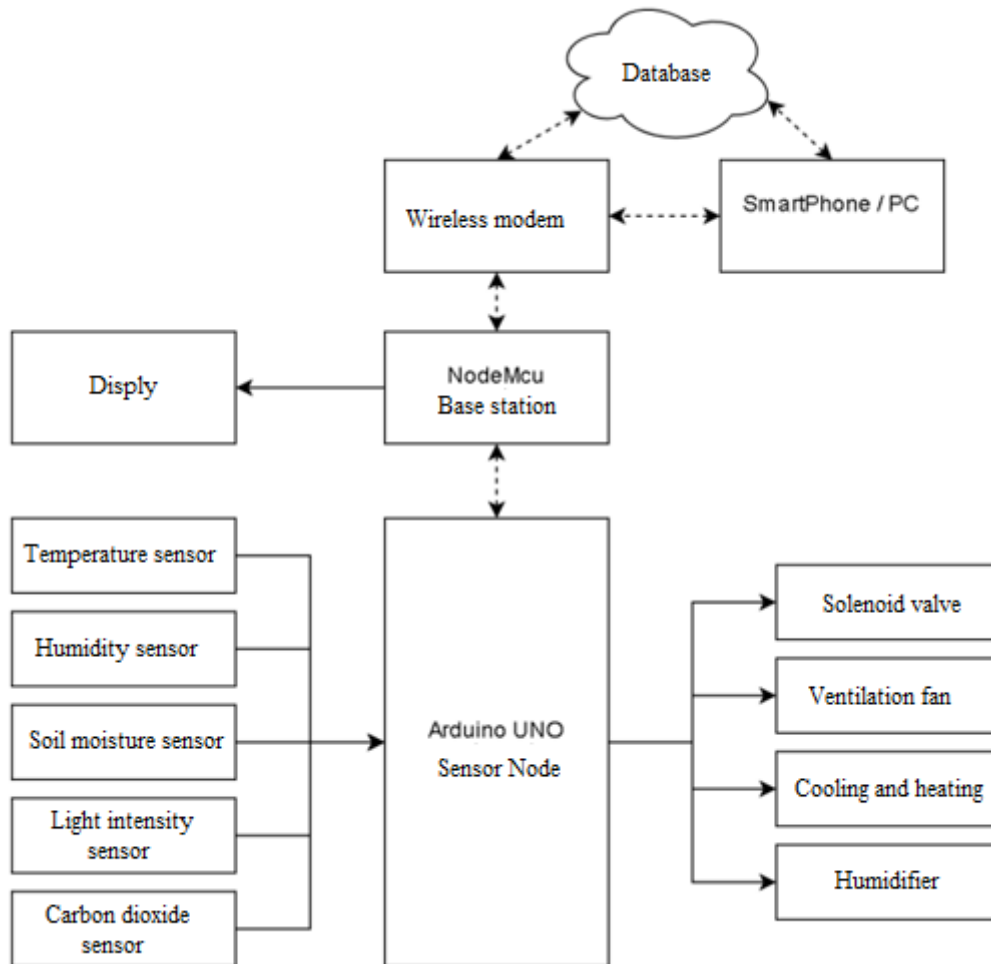 Database
Wireless modem
SmartPhone / PC
Disply
NodeMcu
Base station
Temperature sensor
Humidity sensor
Soil moisture sensor
Light intensity
sensor
Carbon dioxide
sensor
Arduino UNO
Sensor Node
Solenoid valve
Ventilation fan
Cooling and heating
Humidifier